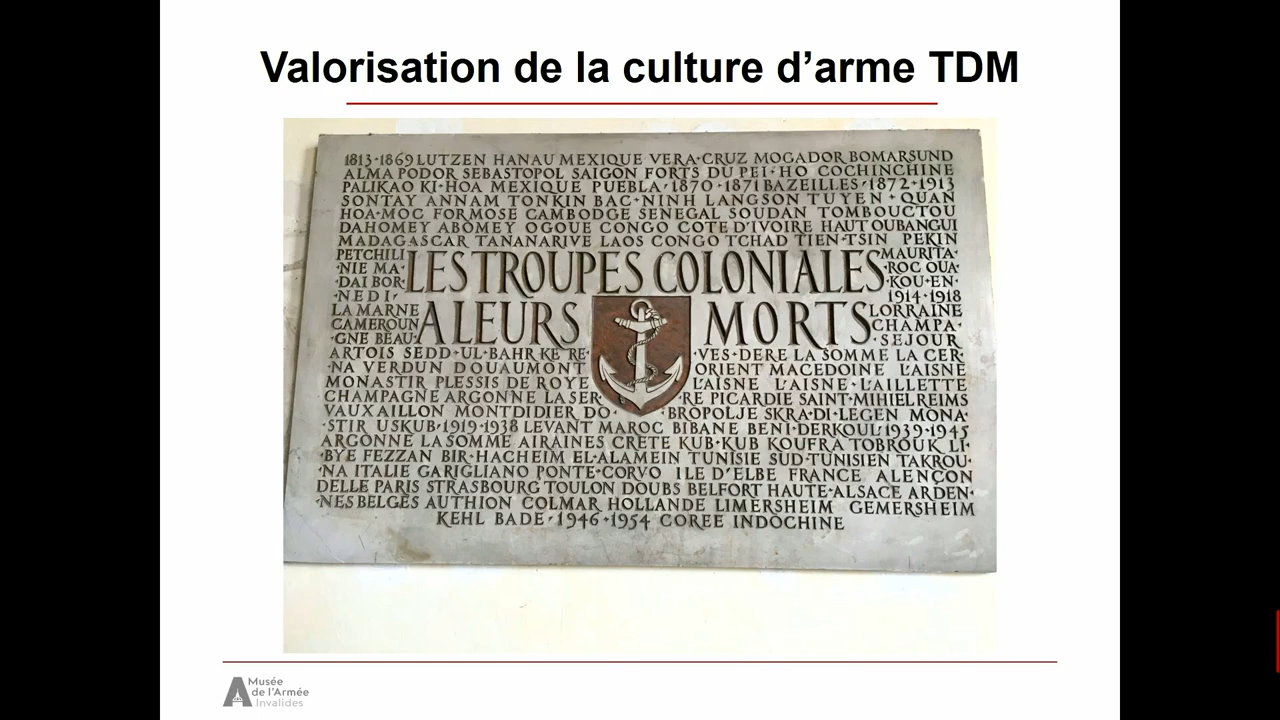 Valorisation de la culture d’arme TDM
1813·1869 LUTZEN HANAU MEXIQUE VERA·CRUZ MOGADOR BOMARSUND
ALMA PODOR SEBASTOPOL SAIGON FORTS DU PEI·HO COCHINCHINE
PALIKAO KI·HOA MEXIQUE PUEBLA·1870·1871 BAZEILLES·1872·1913
SONTAY ANNAM TONKIN BAC·NINH LANGSON TUYEN·QUAN
HOA·MOC FORMOSE CAMBODGE SENEGAL SOUDAN TOMBOUCTOU
DAHOMEY ABOMEY OGOUE CONGO COTE D'IVOIRE HAUT OUBANGUI
MADAGASCAR TANANARIVE LAOS CONGO TCHAD TIEN·TSIN PEKIN
PETCHILI MAURITA·
·NIE MA· ROC OUA·
DAI BOR· ·KOU·EN·
·NEDI· 1914·1918
LES TROUPES COLONIALES
LA MARNE LORRAINE
CAMEROUN CHAMPA·
·GNE BEAU· ·SEJOUR
A LEURS MORTS
ARTOIS SEDD·UL·BAHR KE RE· ·VES·DERE LA SOMME LA CER·
·NA VERDUN DOUAUMONT ORIENT MACEDOINE L'AISNE
MONASTIR PLESSIS DE ROYE L'AISNE L'AISNE·L'AILLETTE
CHAMPAGNE ARGONNE LA SER· ·RE PICARDIE SAINT·MIHIEL REIMS
VAUXAILLON MONTDIDIER DO· ·BROPOLJE SKRA·DI·LEGEN MONA·
·STIR USKUB·1919·1938 LEVANT MAROC BIBANE BENI·DERKOUL·1939·1945
ARGONNE LA SOMME AIRAINES CRETE KUB·KUB KOUFRA TOBROUK LI·
·BYE FEZZAN BIR·HACHEIM EL·ALAMEIN TUNISIE SUD·TUNISIEN TAKROU·
·NA ITALIE GARIGLIANO PONTE·CORVO ILE D'ELBE FRANCE ALENÇON
DELLE PARIS STRASBOURG TOULON DOUBS BELFORT HAUTE·ALSACE ARDEN·
·NES BELGES AUTHION COLMAR HOLLANDE LIMERSHEIM GEMERSHEIM
KEHL BADE·1946·1954 COREE INDOCHINE
Musée
de l'Armée
Invalides